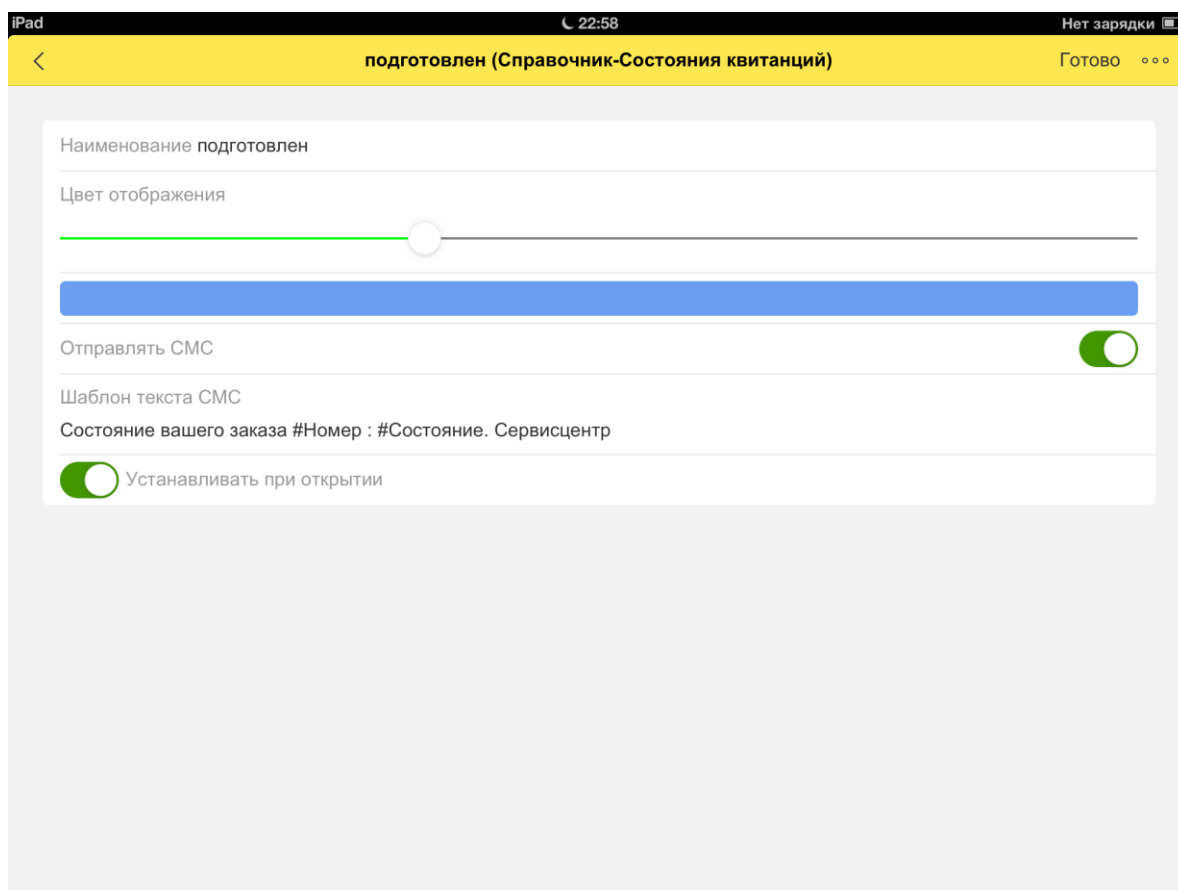 iPad 22:58 Нет зарядки
подготовлен (Справочник-Состояния квитанций) Готово
Наименование подготовлен
Цвет отображения
Отправлять СМС
Шаблон текста СМС
Состояние вашего заказа #Номер : #Состояние. Сервисцентр
Устанавливать при открытии